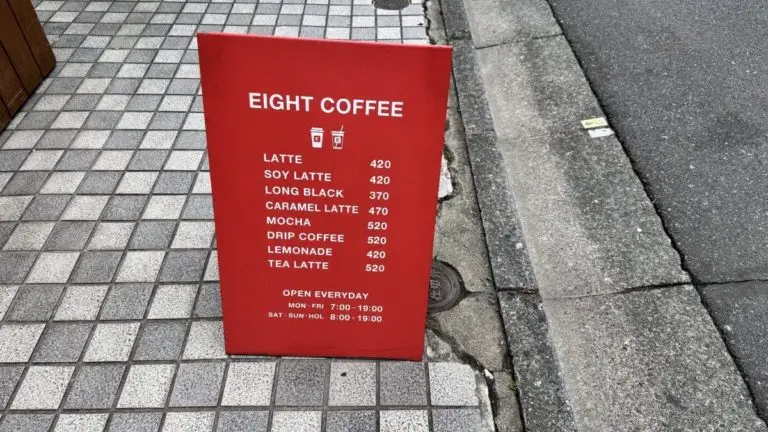 EIGHT COFFEE
LATTE 420
SOY LATTE 420
LONG BLACK 370
CARAMEL LATTE 470
MOCHA 520
DRIP COFFEE 520
LEMONADE 420
TEA LATTE 520
OPEN EVERYDAY
MON - FRI 7:00 - 19:00
SAT · SUN · HOL 8:00 - 19:00